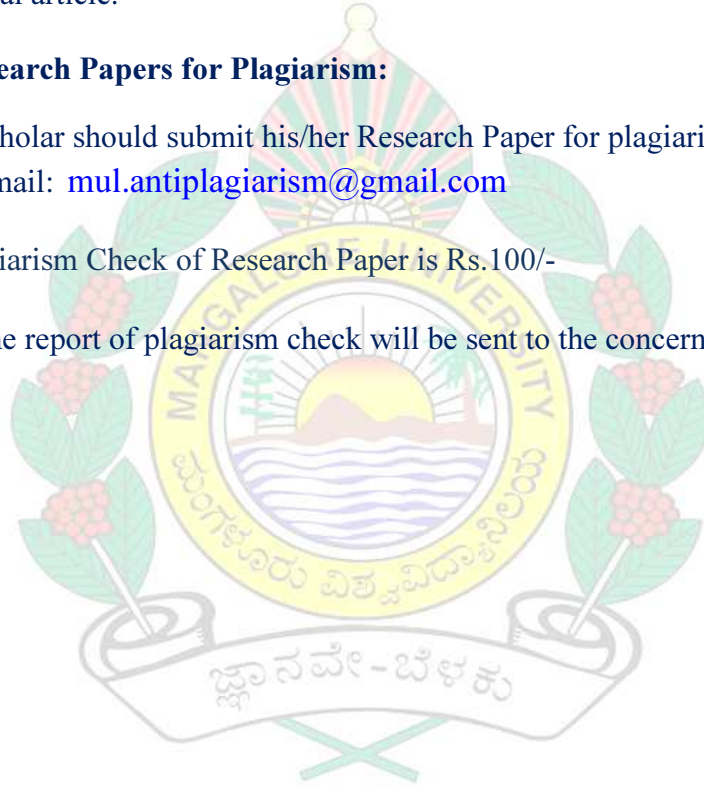 al article.
earch Papers for Plagiarism:
holar should submit his/her Research Paper for plagiari
mail: mul.antiplagiarism@gmail.com
iarism Check of Research Paper is Rs.100/-
he report of plagiarism check will be sent to the concern
MANGALORE UNIVERSITY
ಮಂಗಳೂರು ವಿಶ್ವವಿದ್ಯಾನಿಲಯ
ಜ್ಞಾನವೇ-ಬೆಳಕು